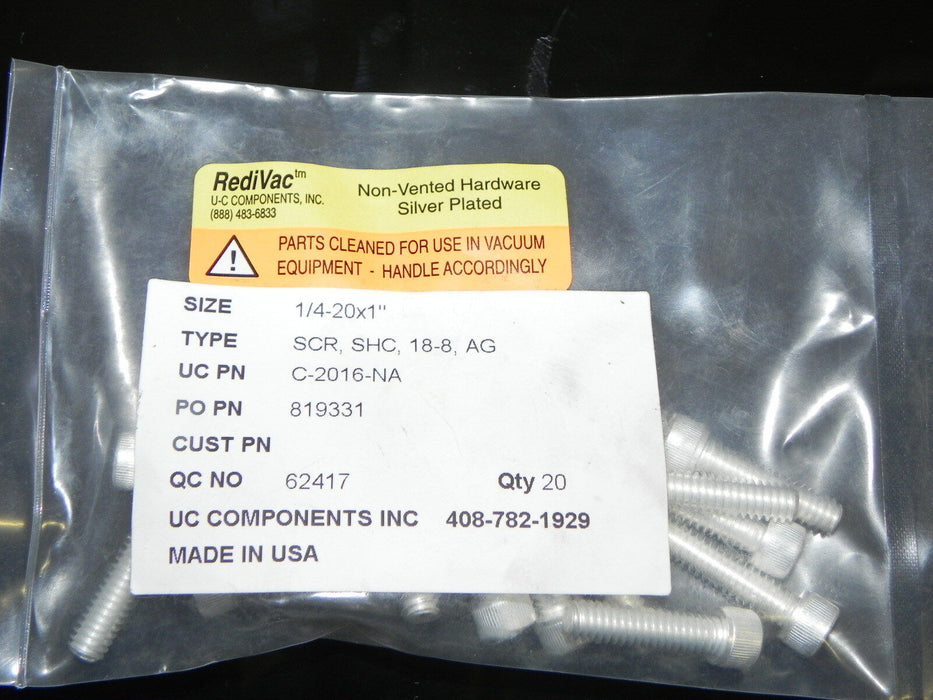 RediVac™
U-C COMPONENTS, INC.
(888) 483-6833
Non-Vented Hardware
Silver Plated
PARTS CLEANED FOR USE IN VACUUM
EQUIPMENT - HANDLE ACCORDINGLY
SIZE 1/4-20x1"
TYPE SCR, SHC, 18-8, AG
UC PN C-2016-NA
PO PN 819331
CUST PN
QC NO 62417 Qty 20
UC COMPONENTS INC 408-782-1929
MADE IN USA